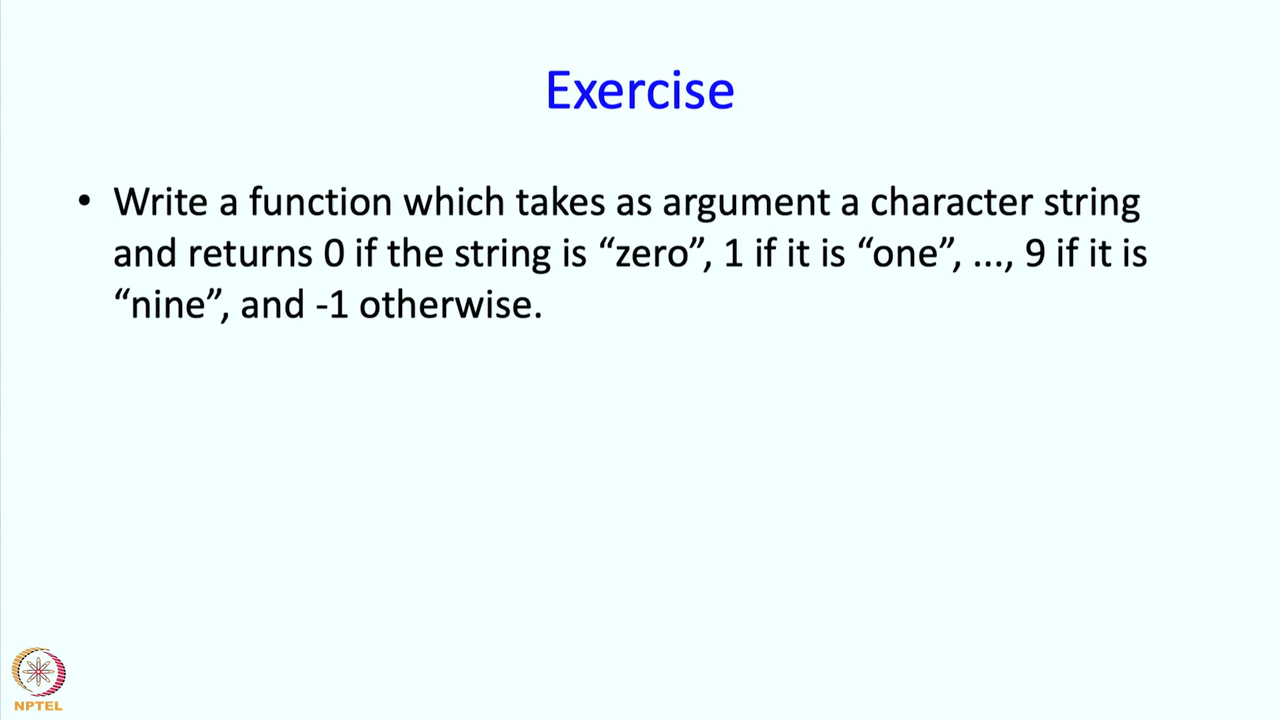 Exercise
• Write a function which takes as argument a character string
and returns 0 if the string is “zero”, 1 if it is “one”, ..., 9 if it is
“nine”, and -1 otherwise.
NPTEL